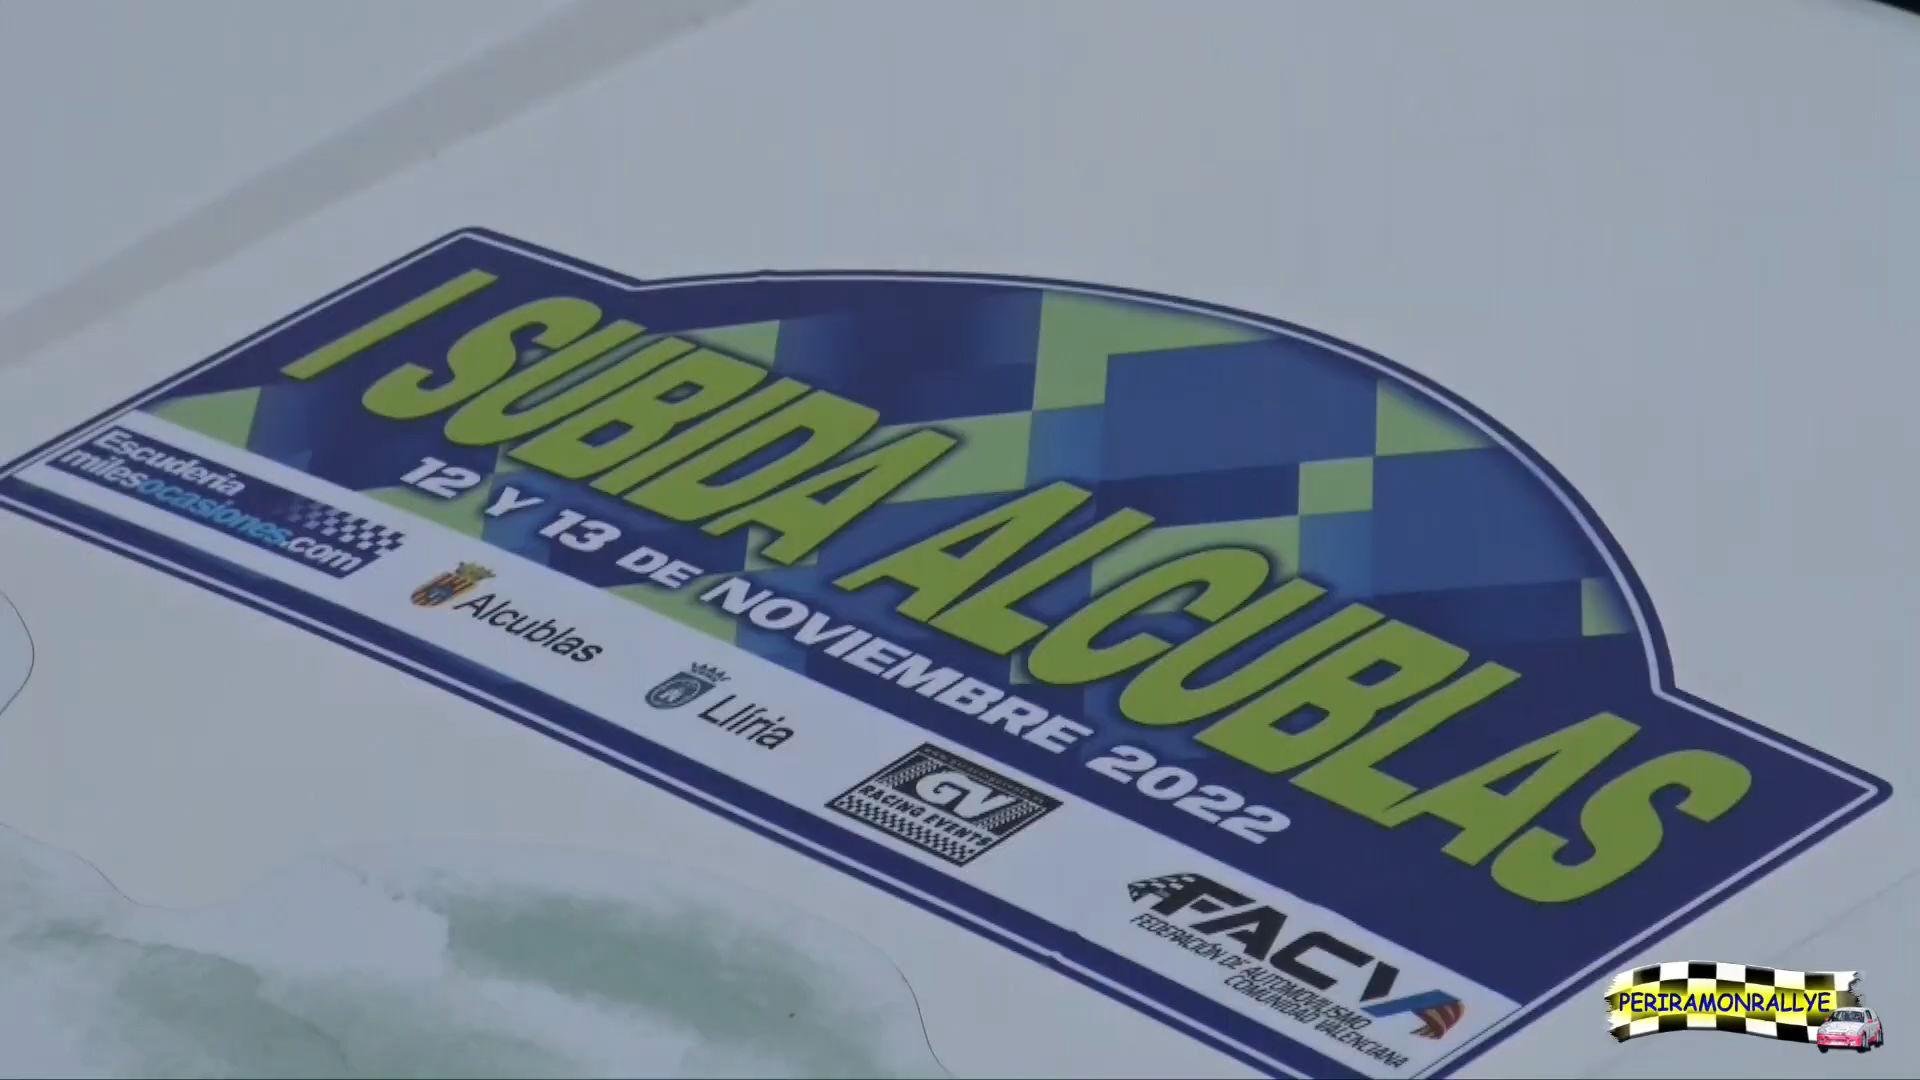 I SUBIDA ALCUBLAS
12 Y 13 DE NOVIEMBRE 2022
Escudería
milesocasiones.com
Alcublas
Llíria
GV
RACING EVENTS
FACV
FEDERACIÓN DE AUTOMOVILISMO
COMUNIDAD VALENCIANA
PERIRAMONRALLYE